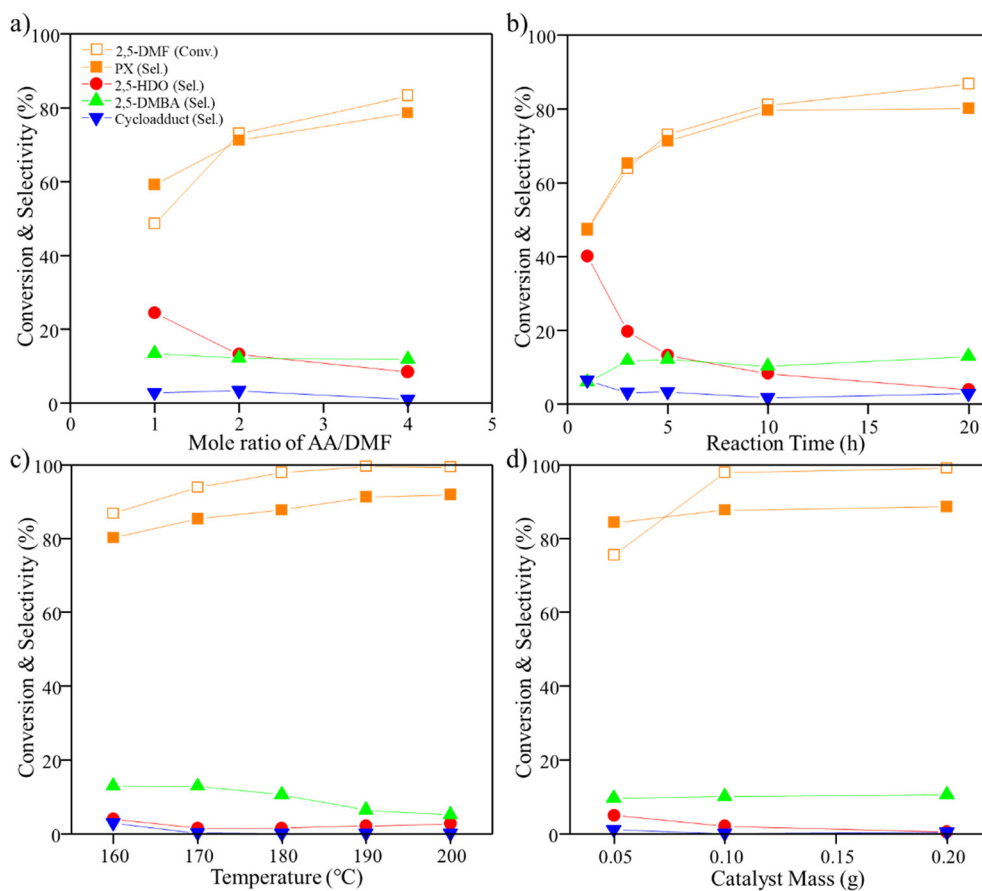 a)
100
80
60
40
20
0
Conversion & Selectivity (%)
2,5-DMF (Conv.)
PX (Sel.)
2,5-HDO (Sel.)
2,5-DMBA (Sel.)
Cycloadduct (Sel.)
0 1 2 3 4 5
Mole ratio of AA/DMF
b)
100
80
60
40
20
0
Conversion & Selectivity (%)
0 5 10 15 20
Reaction Time (h)
c)
100
80
60
40
20
0
Conversion & Selectivity (%)
160 170 180 190 200
Temperature (℃)
d)
100
80
60
40
20
0
Conversion & Selectivity (%)
0.05 0.10 0.15 0.20
Catalyst Mass (g)